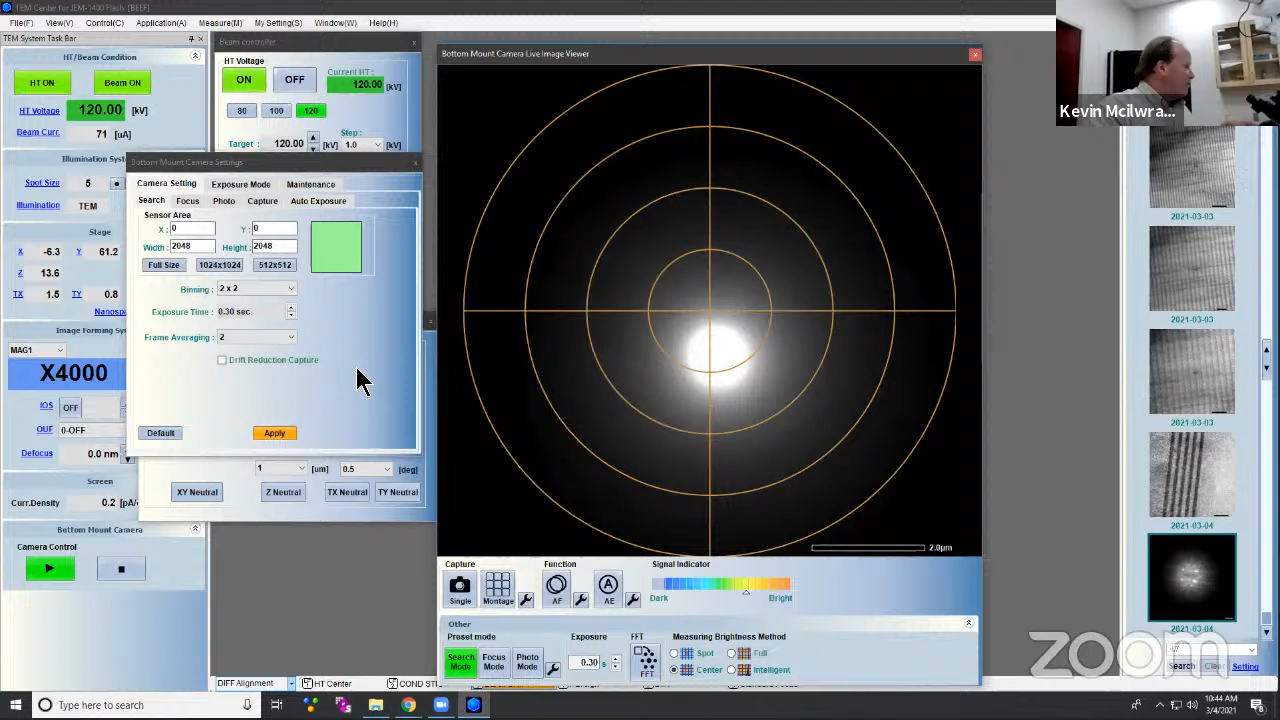 TEM Center for JEM-1400 Flash [BEEF]
File(F) View(V) Control(C) Application(A) Measure(M) My Setting(S) Window(W) Help(H)
TEM System Task Bar
HT/Beam Condition
HT ON Beam ON
HT Voltage 120.00 [kV]
Beam Curr. 71 [uA]
Illumination Syst
Spot Size 5
Illumination TEM
Stage
X -6.3 Y 61.2
Z 13.6
TX 1.5 TY 0.8
Nanosp
Image Forming Sys
MAG1
X4000
IOS OFF
OUF 0-OFF
Defocus 0.0 nm
Screen
Curr.Density 0.2 [pA/
Bottom Mount Camera
Camera Control
Beam controller
HT Voltage
ON OFF Current HT : 120.00 [kV]
80 100 120
Step :
Target : 120.00 [kV] 1.0 [kV]
Bottom Mount Camera Settings
Camera Setting Exposure Mode Maintenance
Search Focus Photo Capture Auto Exposure
Sensor Area
X : 0 Y : 0
Width : 2048 Height : 2048
Full Size 1024x1024 512x512
Binning : 2 x 2
Exposure Time : 0.30 sec
Frame Averaging : 2
Drift Reduction Capture
Default Apply
1 [um] 0.5 [deg]
XY Neutral Z Neutral TX Neutral TY Neutral
Bottom Mount Camera Live Image Viewer
2.0μm
Capture Function Signal Indicator
Single Montage AF AE
Dark Bright
Other
Preset mode Exposure FFT Measuring Brightness Method
Search Mode Focus Mode Photo Mode 0.30 s FFT
Spot Full
Center Intelligent
DIFF Alignment HT Center COND STI
Kevin Mcilwra...
2021-03-03
2021-03-03
2021-03-03
2021-03-04
2021-03-04
Search Clear Setting
zoom
Type here to search
10:44 AM
3/4/2021
8